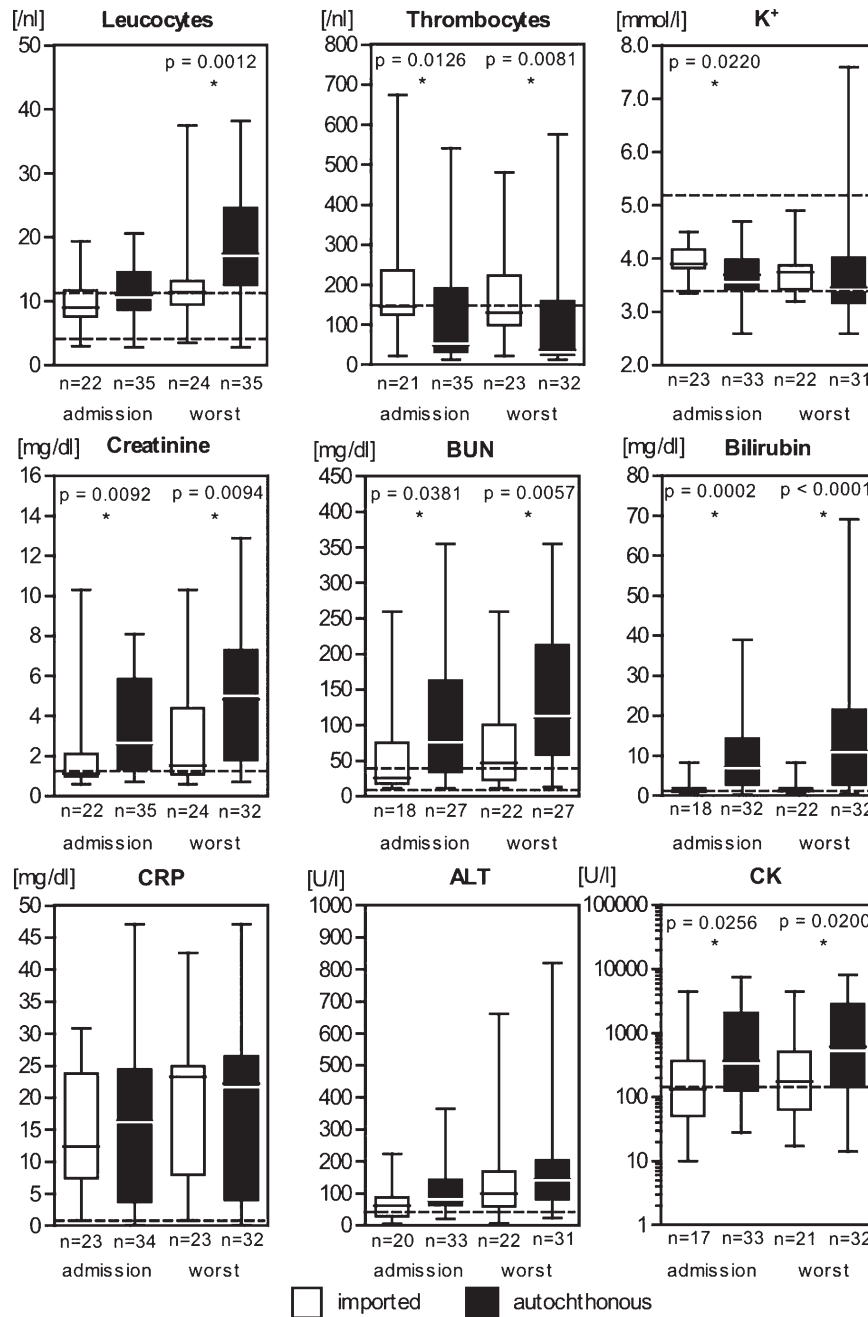 [/nl] Leucocytes
50
40
30
20
10
0
p = 0.0012
*
n=22 n=35 n=24 n=35
admission worst
[/nl] Thrombocytes
800
700
600
500
400
300
200
100
0
p = 0.0126 p = 0.0081
* *
n=21 n=35 n=23 n=32
admission worst
[mmol/l] K+
8.0
7.0
6.0
5.0
4.0
3.0
2.0
p = 0.0220
*
n=23 n=33 n=22 n=31
admission worst
[mg/dl] Creatinine
16
14
12
10
8
6
4
2
0
p = 0.0092 p = 0.0094
* *
n=22 n=35 n=24 n=32
admission worst
[mg/dl] BUN
450
400
350
300
250
200
150
100
50
0
p = 0.0381 p = 0.0057
* *
n=18 n=27 n=22 n=27
admission worst
[mg/dl] Bilirubin
80
70
60
50
40
30
20
10
0
p = 0.0002 p < 0.0001
* *
n=18 n=32 n=22 n=32
admission worst
[mg/dl] CRP
50
45
40
35
30
25
20
15
10
5
0
n=23 n=34 n=23 n=32
admission worst
[U/l] ALT
1000
900
800
700
600
500
400
300
200
100
0
n=20 n=33 n=22 n=31
admission worst
[U/l] CK
100000
10000
1000
100
10
1
p = 0.0256 p = 0.0200
* *
n=17 n=33 n=21 n=32
admission worst
imported autochthonous